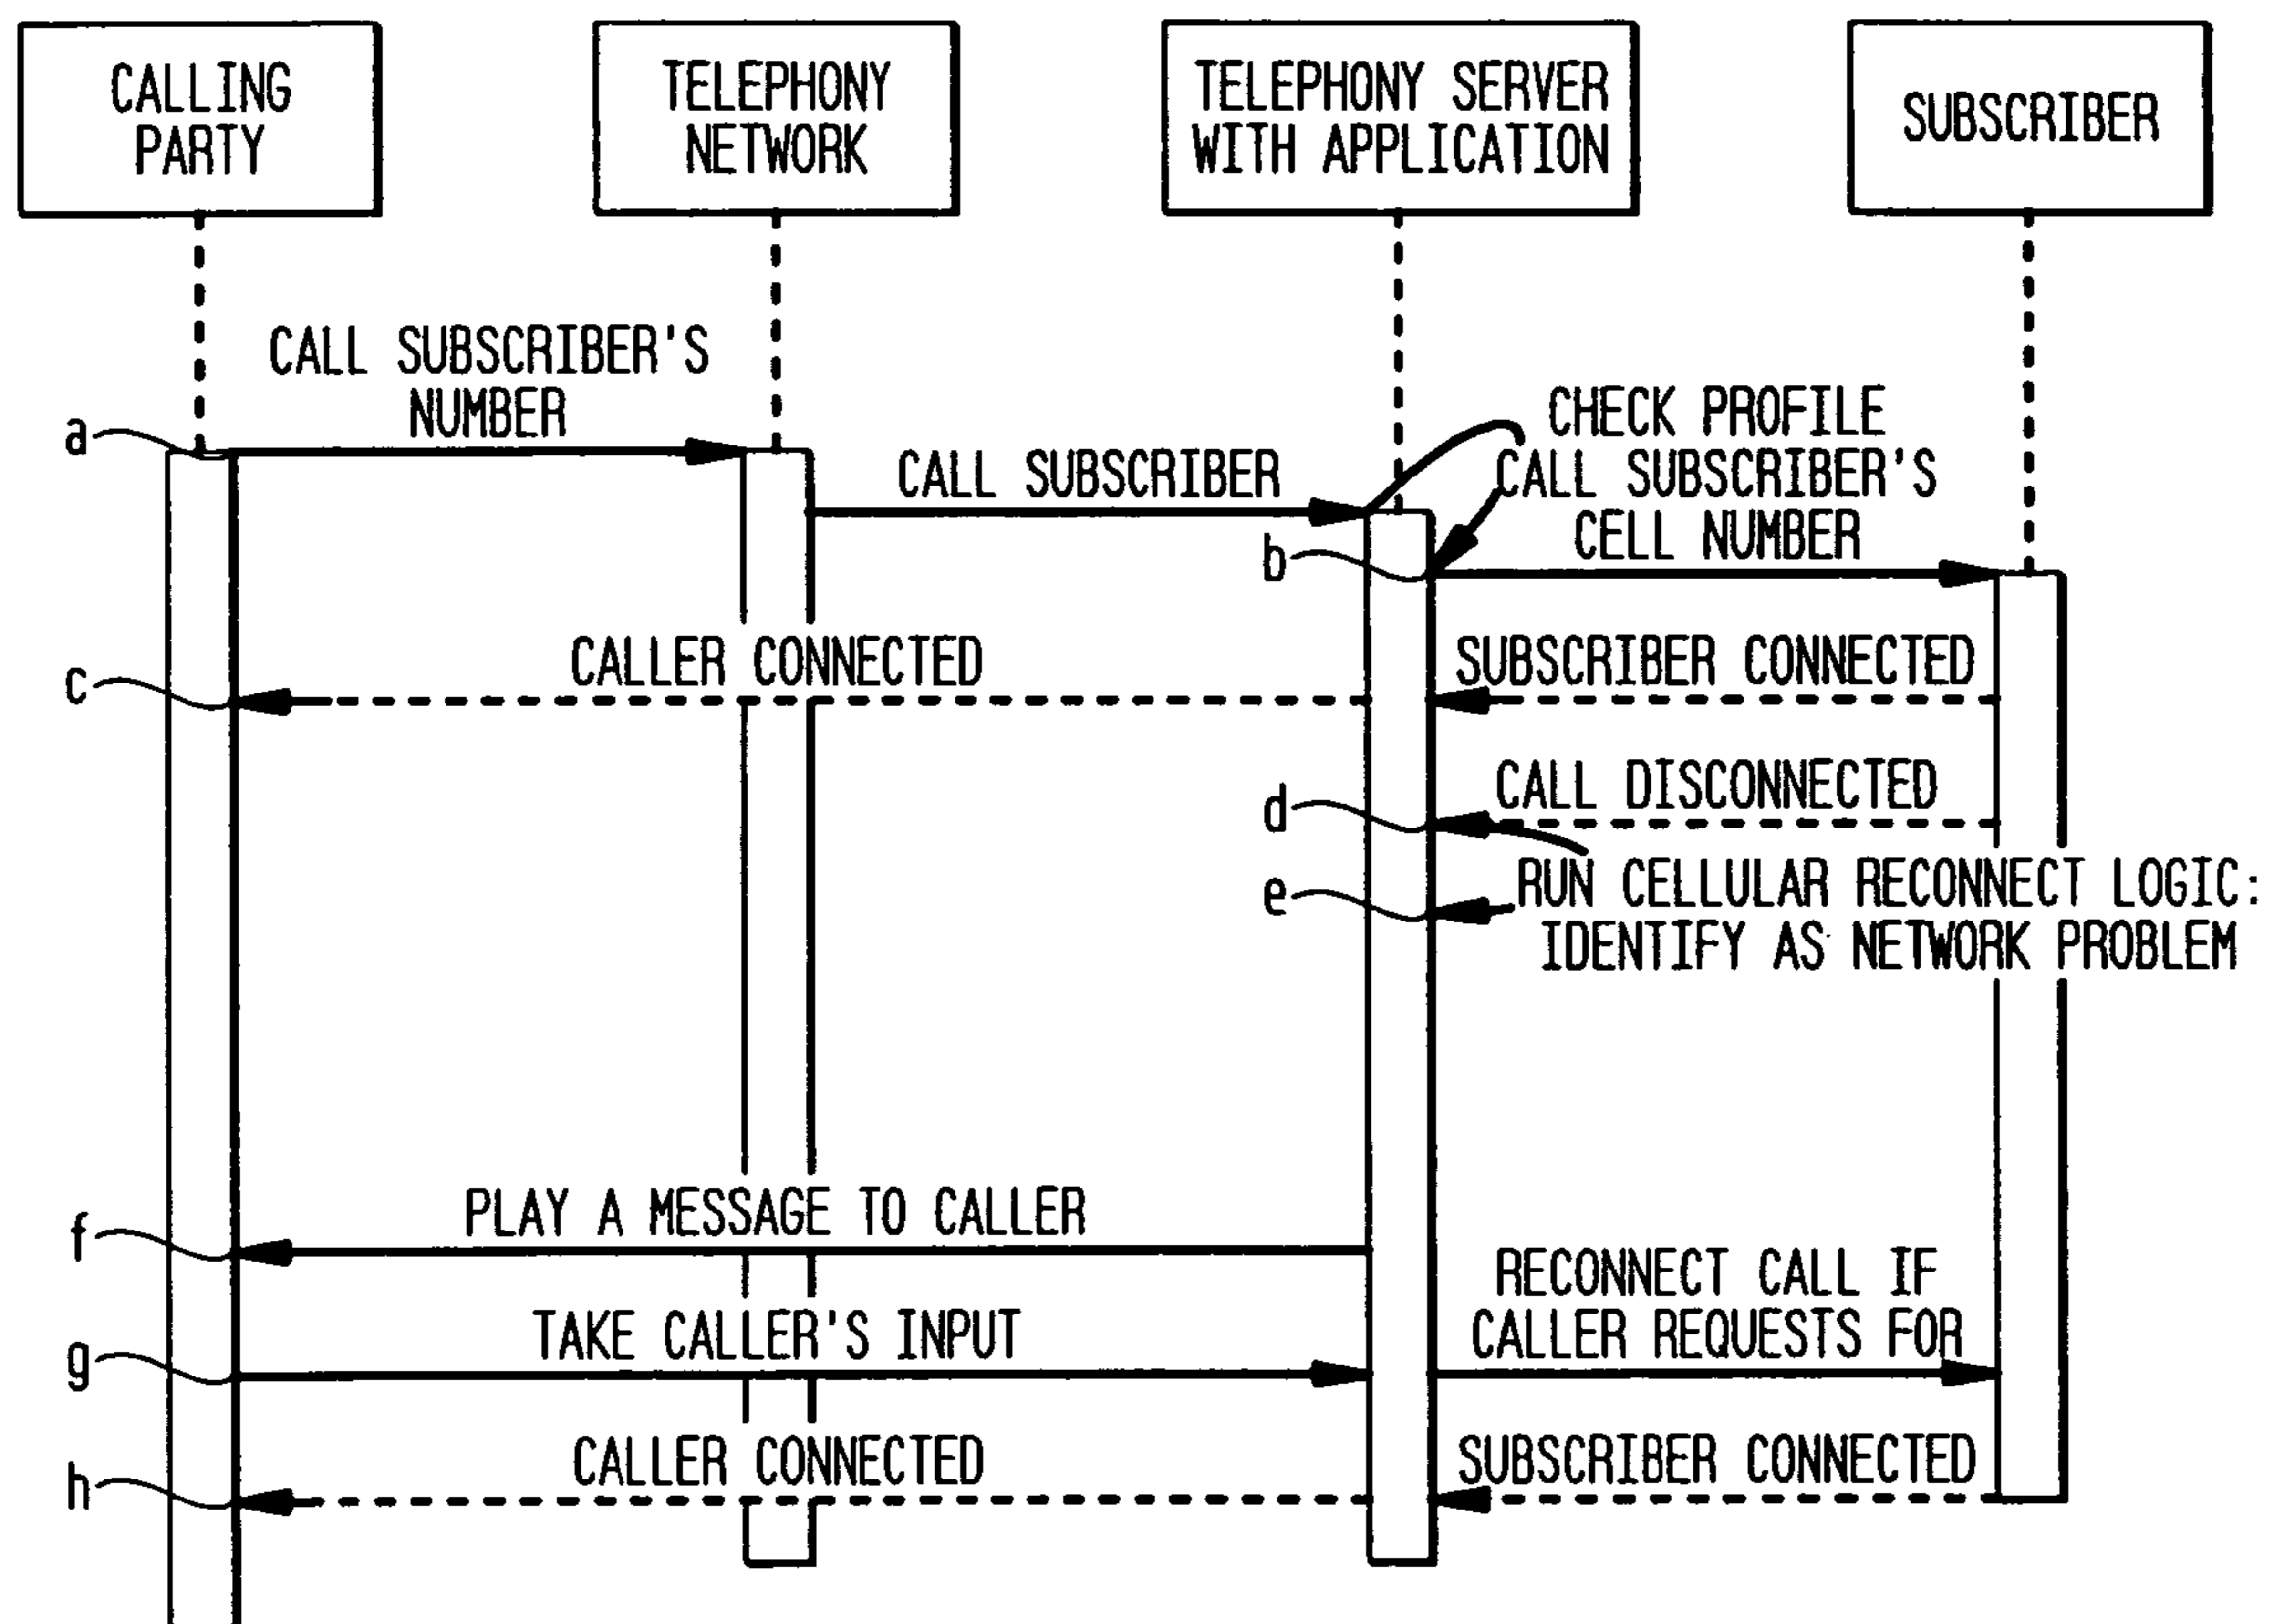 CALLING
PARTY
TELEPHONY
NETWORK
TELEPHONY SERVER
WITH APPLICATION
SUBSCRIBER
CALL SUBSCRIBER'S
NUMBER
a
CALL SUBSCRIBER
CHECK PROFILE
CALL SUBSCRIBER'S
CELL NUMBER
b
CALLER CONNECTED
SUBSCRIBER CONNECTED
c
CALL DISCONNECTED
d
RUN CELLULAR RECONNECT LOGIC:
IDENTIFY AS NETWORK PROBLEM
e
PLAY A MESSAGE TO CALLER
f
RECONNECT CALL IF
CALLER REQUESTS FOR
TAKE CALLER'S INPUT
g
CALLER CONNECTED
SUBSCRIBER CONNECTED
h